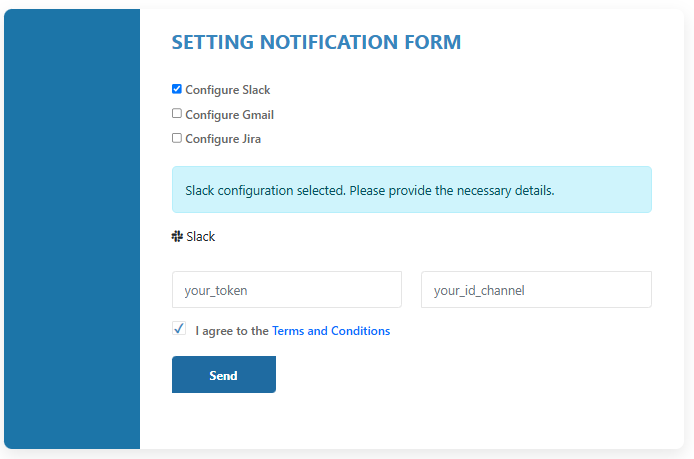 SETTING NOTIFICATION FORM
Configure Slack
Configure Gmail
Configure Jira
Slack configuration selected. Please provide the necessary details.
Slack
your_token
your_id_channel
I agree to the Terms and Conditions
Send